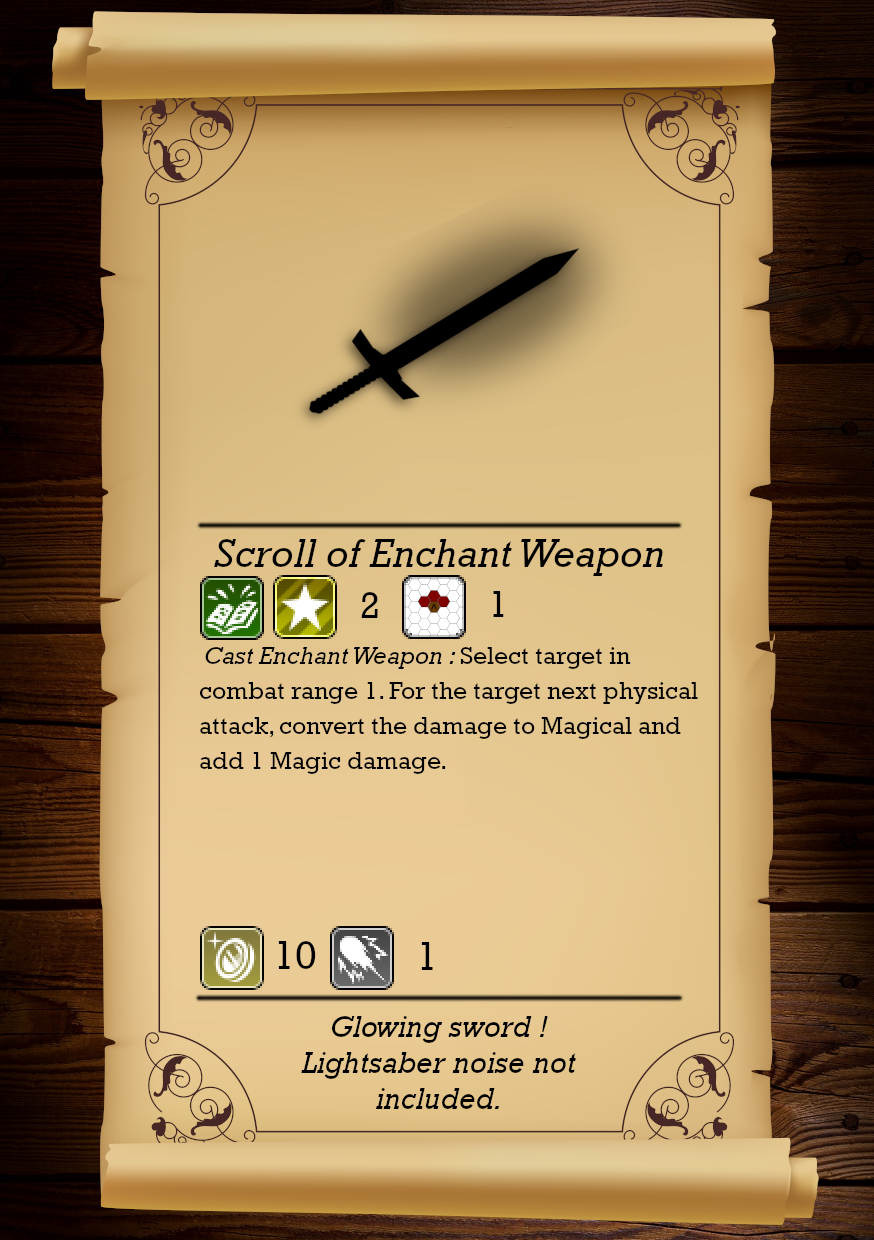 Scroll of Enchant Weapon
2 1
Cast Enchant Weapon : Select target in
combat range 1. For the target next physical
attack, convert the damage to Magical and
add 1 Magic damage.
10 1
Glowing sword !
Lightsaber noise not
included.